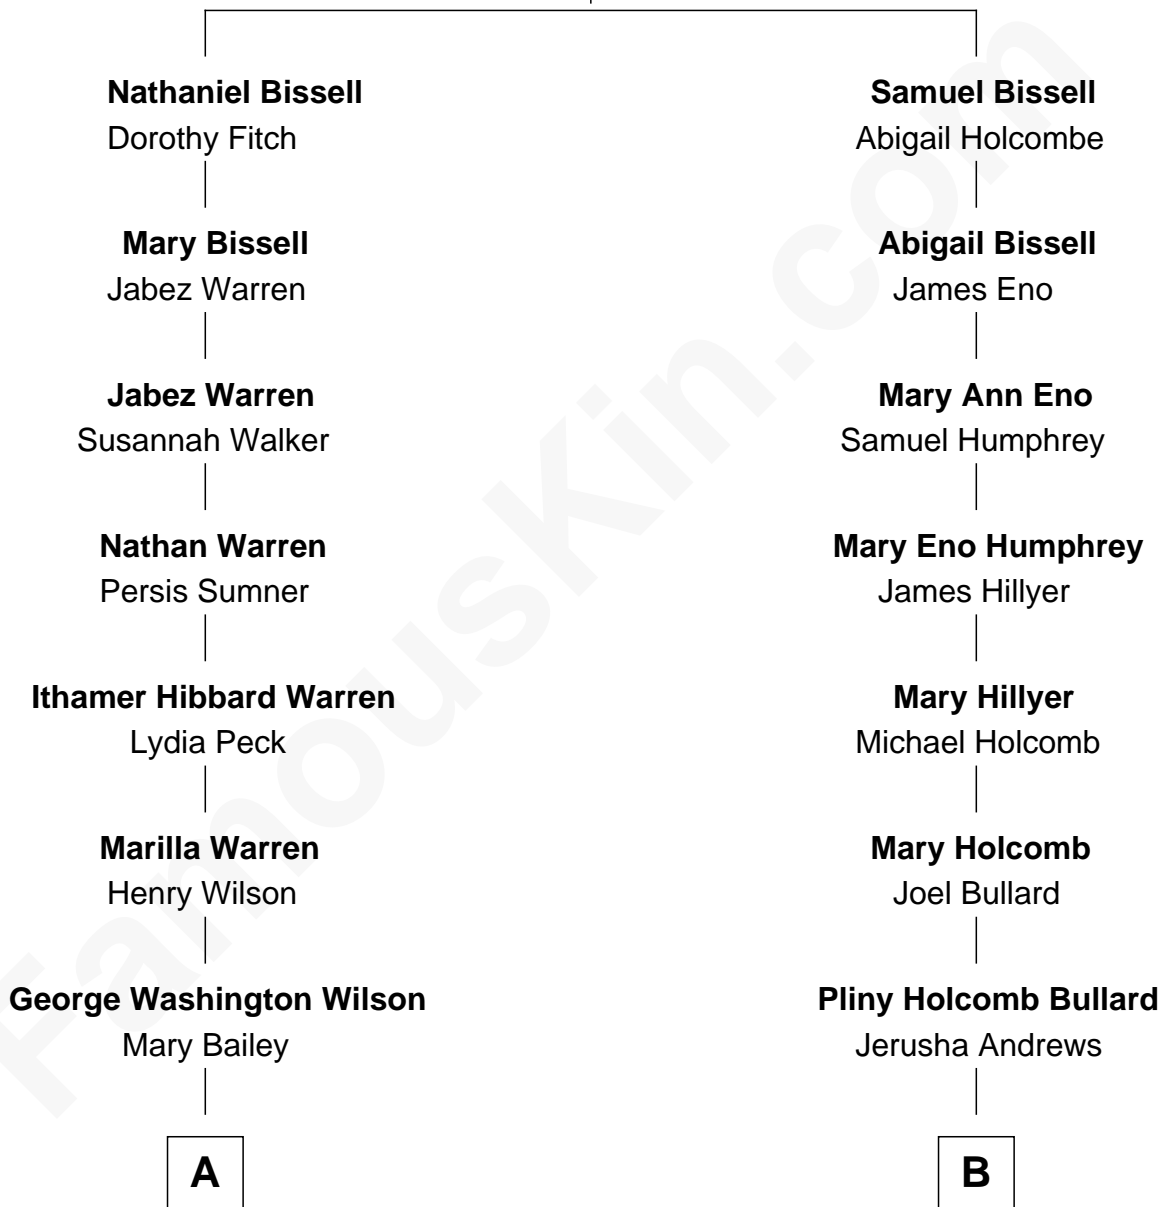 Nathaniel Bissell
Dorothy Fitch
Mary Bissell
Jabez Warren
Jabez Warren
Susannah Walker
Nathan Warren
Persis Sumner
Ithamer Hibbard Warren
Lydia Peck
Marilla Warren
Henry Wilson
George Washington Wilson
Mary Bailey
A
Samuel Bissell
Abigail Holcombe
Abigail Bissell
James Eno
Mary Ann Eno
Samuel Humphrey
Mary Eno Humphrey
James Hillyer
Mary Hillyer
Michael Holcomb
Mary Holcomb
Joel Bullard
Pliny Holcomb Bullard
Jerusha Andrews
B
FamousKin.com